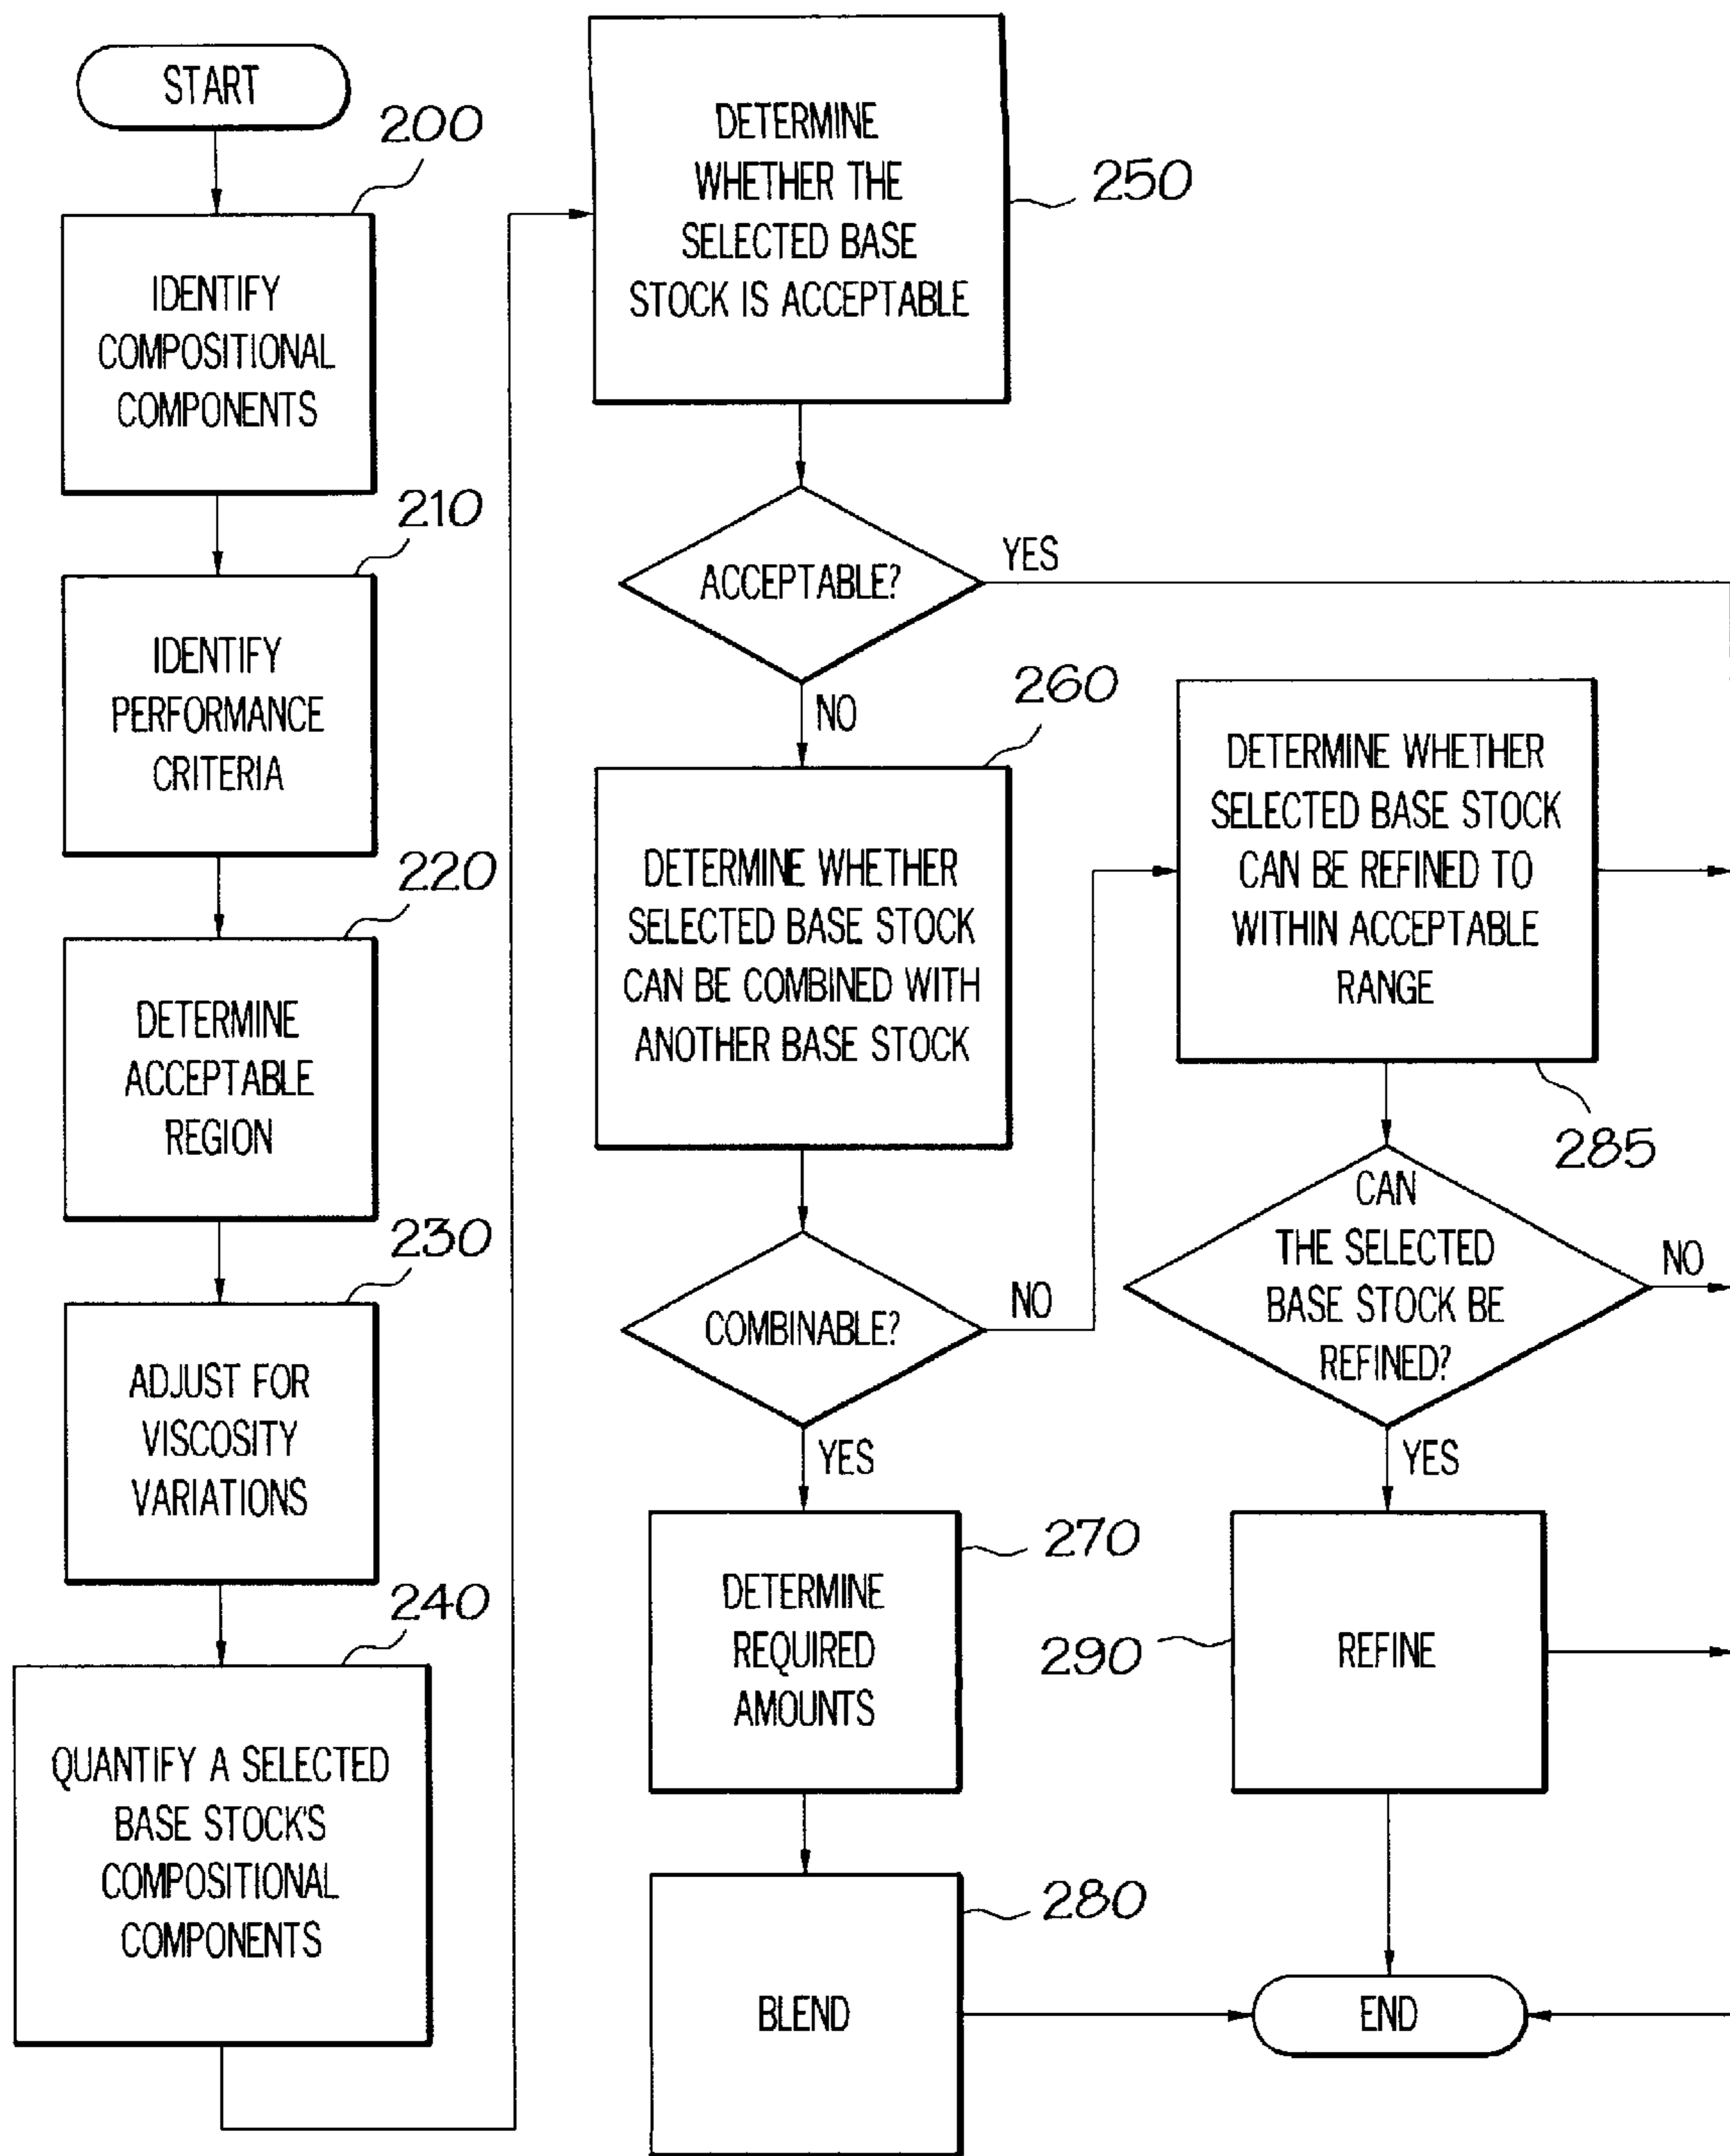 START
200
IDENTIFY
COMPOSITIONAL
COMPONENTS
210
IDENTIFY
PERFORMANCE
CRITERIA
220
DETERMINE
ACCEPTABLE
REGION
230
ADJUST FOR
VISCOSITY
VARIATIONS
240
QUANTIFY A SELECTED
BASE STOCK'S
COMPOSITIONAL
COMPONENTS
DETERMINE
WHETHER THE
SELECTED BASE
STOCK IS ACCEPTABLE
250
ACCEPTABLE?
YES
NO
260
DETERMINE WHETHER
SELECTED BASE STOCK
CAN BE COMBINED WITH
ANOTHER BASE STOCK
COMBINABLE?
NO
YES
270
DETERMINE
REQUIRED
AMOUNTS
280
BLEND
DETERMINE WHETHER
SELECTED BASE STOCK
CAN BE REFINED TO
WITHIN ACCEPTABLE
RANGE
285
CAN
THE SELECTED
BASE STOCK BE
REFINED?
NO
YES
290
REFINE
END